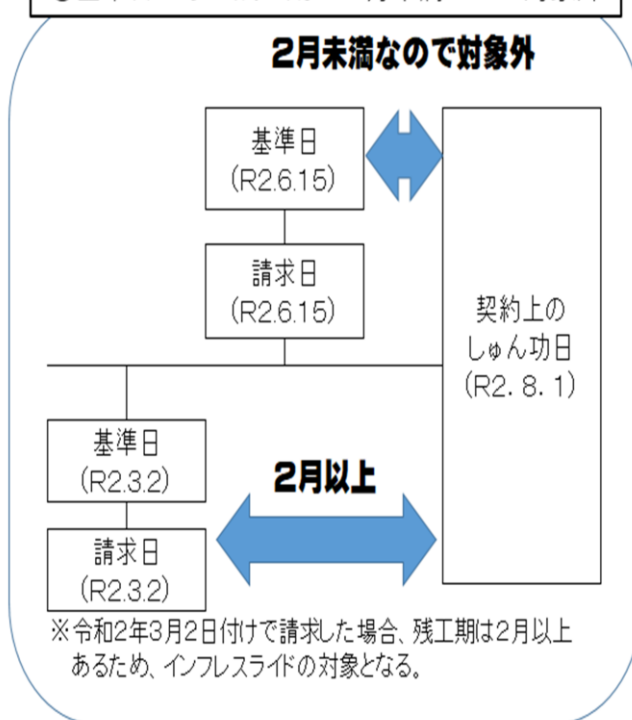 2月未満なので対象外
基準日
(R2.6.15)
請求日
(R2.6.15)
契約上の
しゅん功日
(R2.8.1)
基準日
(R2.3.2)
2月以上
請求日
(R2.3.2)
※令和2年3月2日付けで請求した場合、残工期は2月以上
あるため、インフレスライドの対象となる。